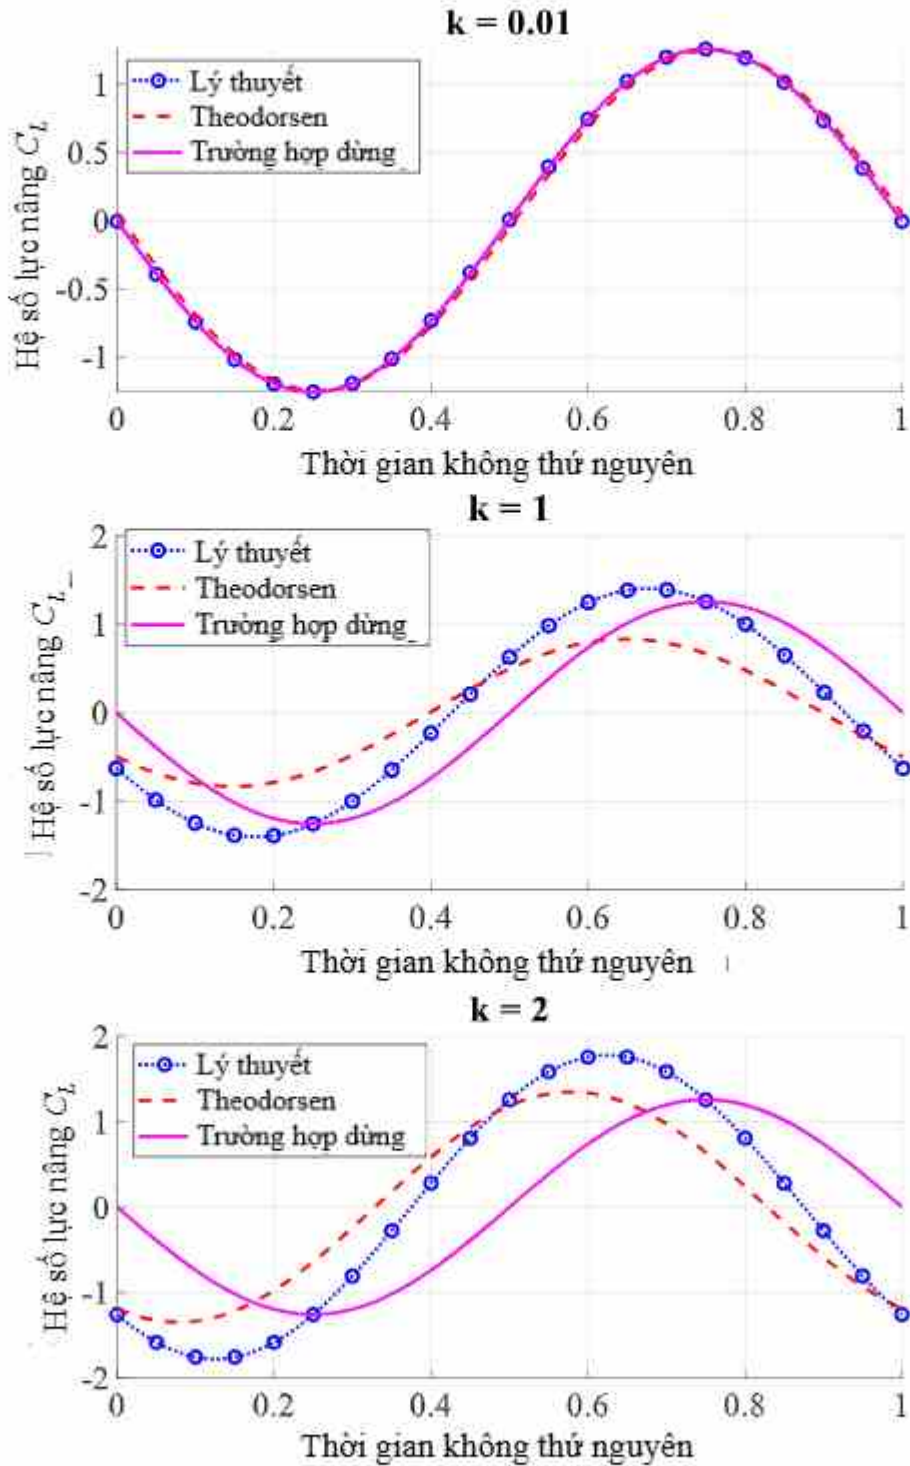 k = 0.01
Hệ số lực nâng C_L
1
0.5
0
-0.5
-1
Lý thuyết
Theodorsen
Trường hợp dừng
0 0.2 0.4 0.6 0.8 1
Thời gian không thứ nguyên
k = 1
Hệ số lực nâng C_L
2
1
0
-1
-2
Lý thuyết
Theodorsen
Trường hợp dừng
0 0.2 0.4 0.6 0.8 1
Thời gian không thứ nguyên
k = 2
Hệ số lực nâng C_L
2
1
0
-1
-2
Lý thuyết
Theodorsen
Trường hợp dừng
0 0.2 0.4 0.6 0.8 1
Thời gian không thứ nguyên